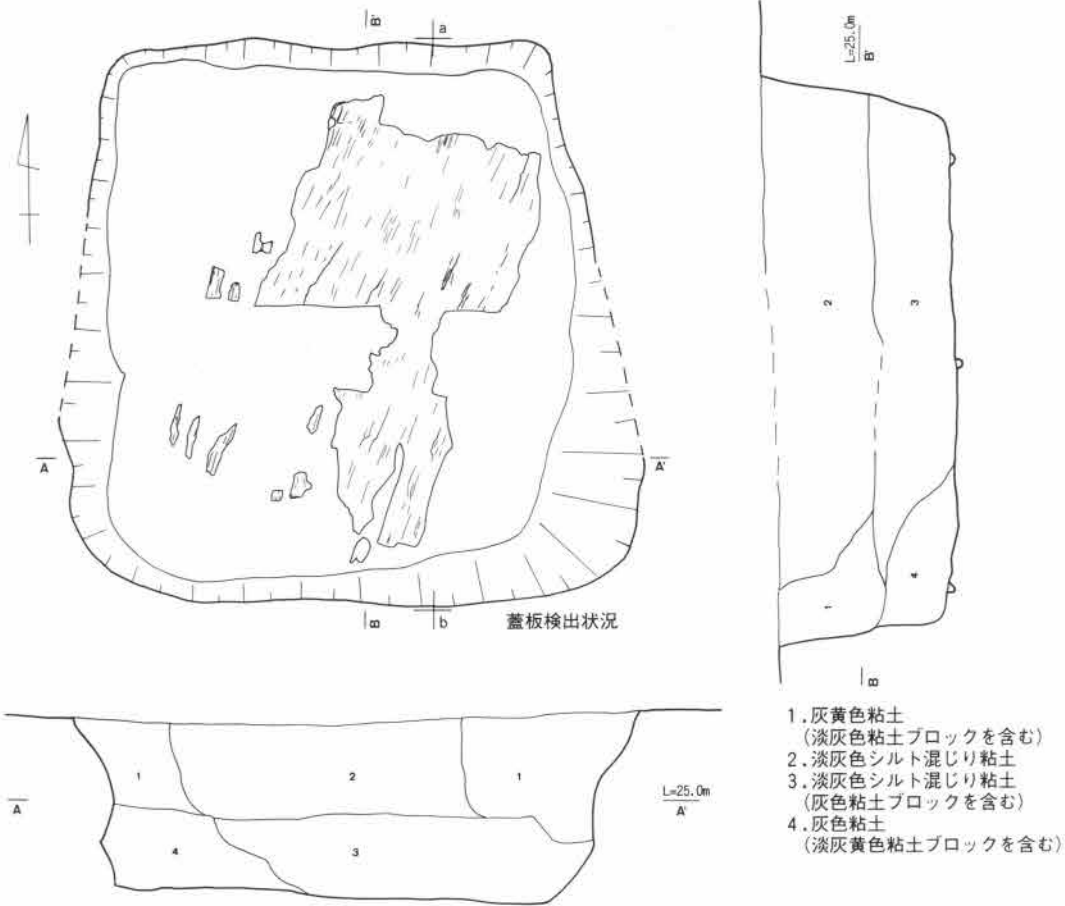 B'
a
L=25.0m
B'
2
3
A
A'
4
1
B
b
蓋板検出状況
B
1
2
1
A
L=25.0m
A'
4
3
1.灰黄色粘土
(淡灰色粘土ブロックを含む)
2.淡灰色シルト混じり粘土
3.淡灰色シルト混じり粘土
(灰色粘土ブロックを含む)
4.灰色粘土
(淡灰黄色粘土ブロックを含む)